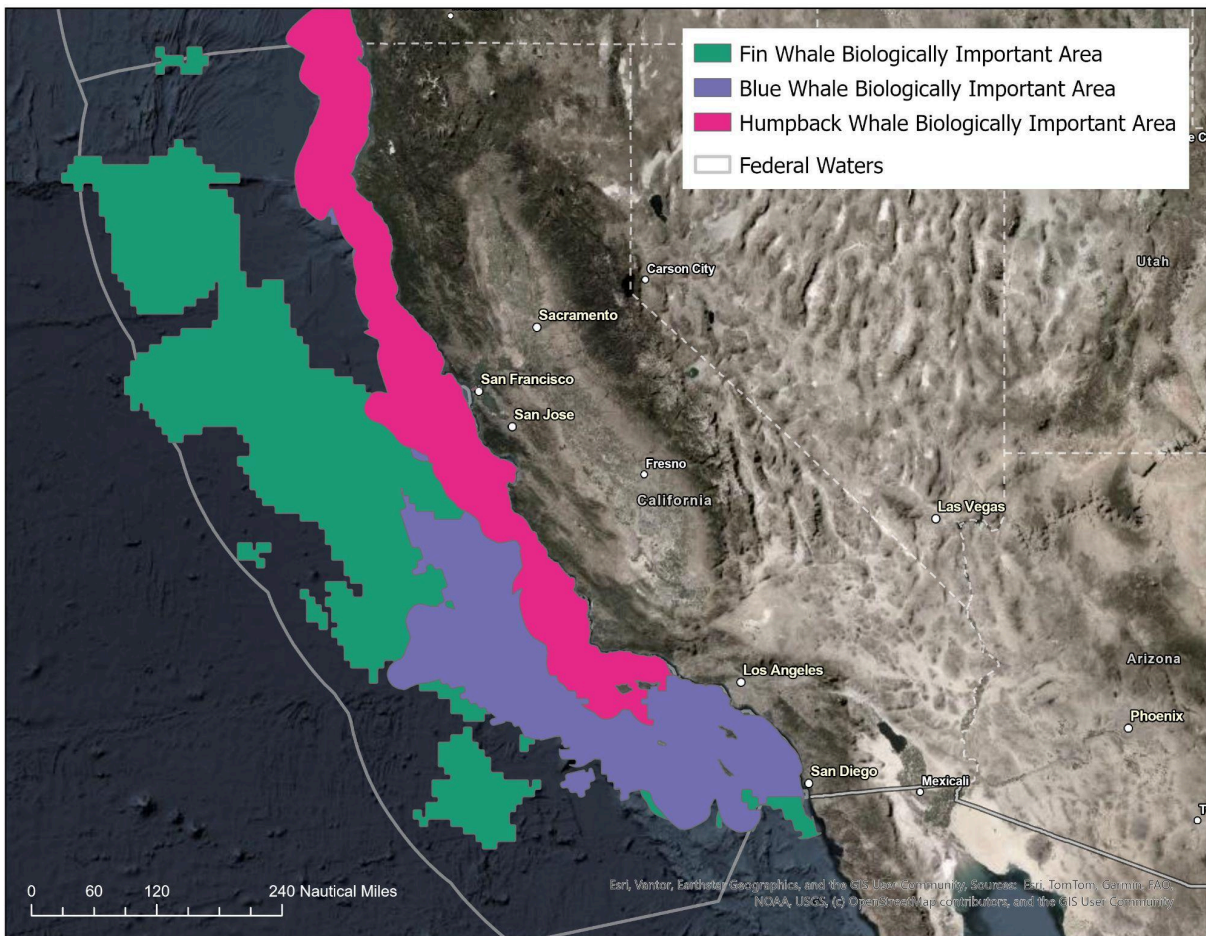 Fin Whale Biologically Important Area
Blue Whale Biologically Important Area
Humpback Whale Biologically Important Area
Federal Waters
Carson City
Utah
Sacramento
San Francisco
San Jose
Fresno
California
Las Vegas
Los Angeles
Arizona
Phoenix
San Diego
Mexicali
0 60 120 240 Nautical Miles
Esri, Vantor, Earthstar Geographics, and the GIS User Community, Sources: Esri, TomTom, Garmin, FAO,
NOAA, USGS, (c) OpenStreetMap contributors, and the GIS User Community